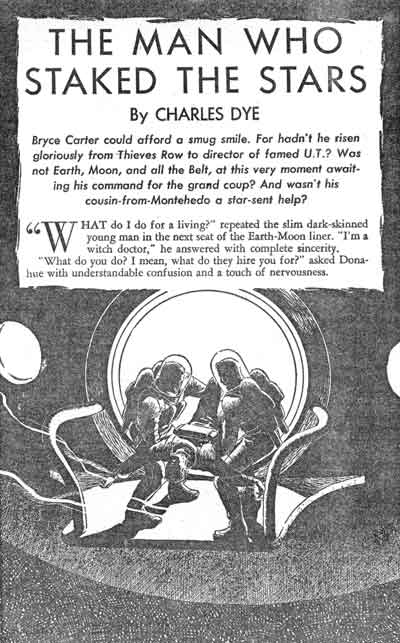 THE MAN WHO
STAKED THE STARS
By CHARLES DYE
Bryce Carter could afford a smug smile. For hadn't he risen
gloriously from Thieves Row to director of famed U.T.? Was
not Earth, Moon, and all the Belt, at this very moment await-
ing his command for the grand coup? And wasn't his
cousin-from-Montehedo a star-sent help?
"WHAT do I do for a living?" repeated the slim dark-skinned
young man in the next seat of the Earth-Moon liner. "I'm a
witch doctor," he answered with complete sincerity.
"What do you do? I mean, what do they hire you for?" asked Dona-
hue with understandable confusion and a touch of nervousness.